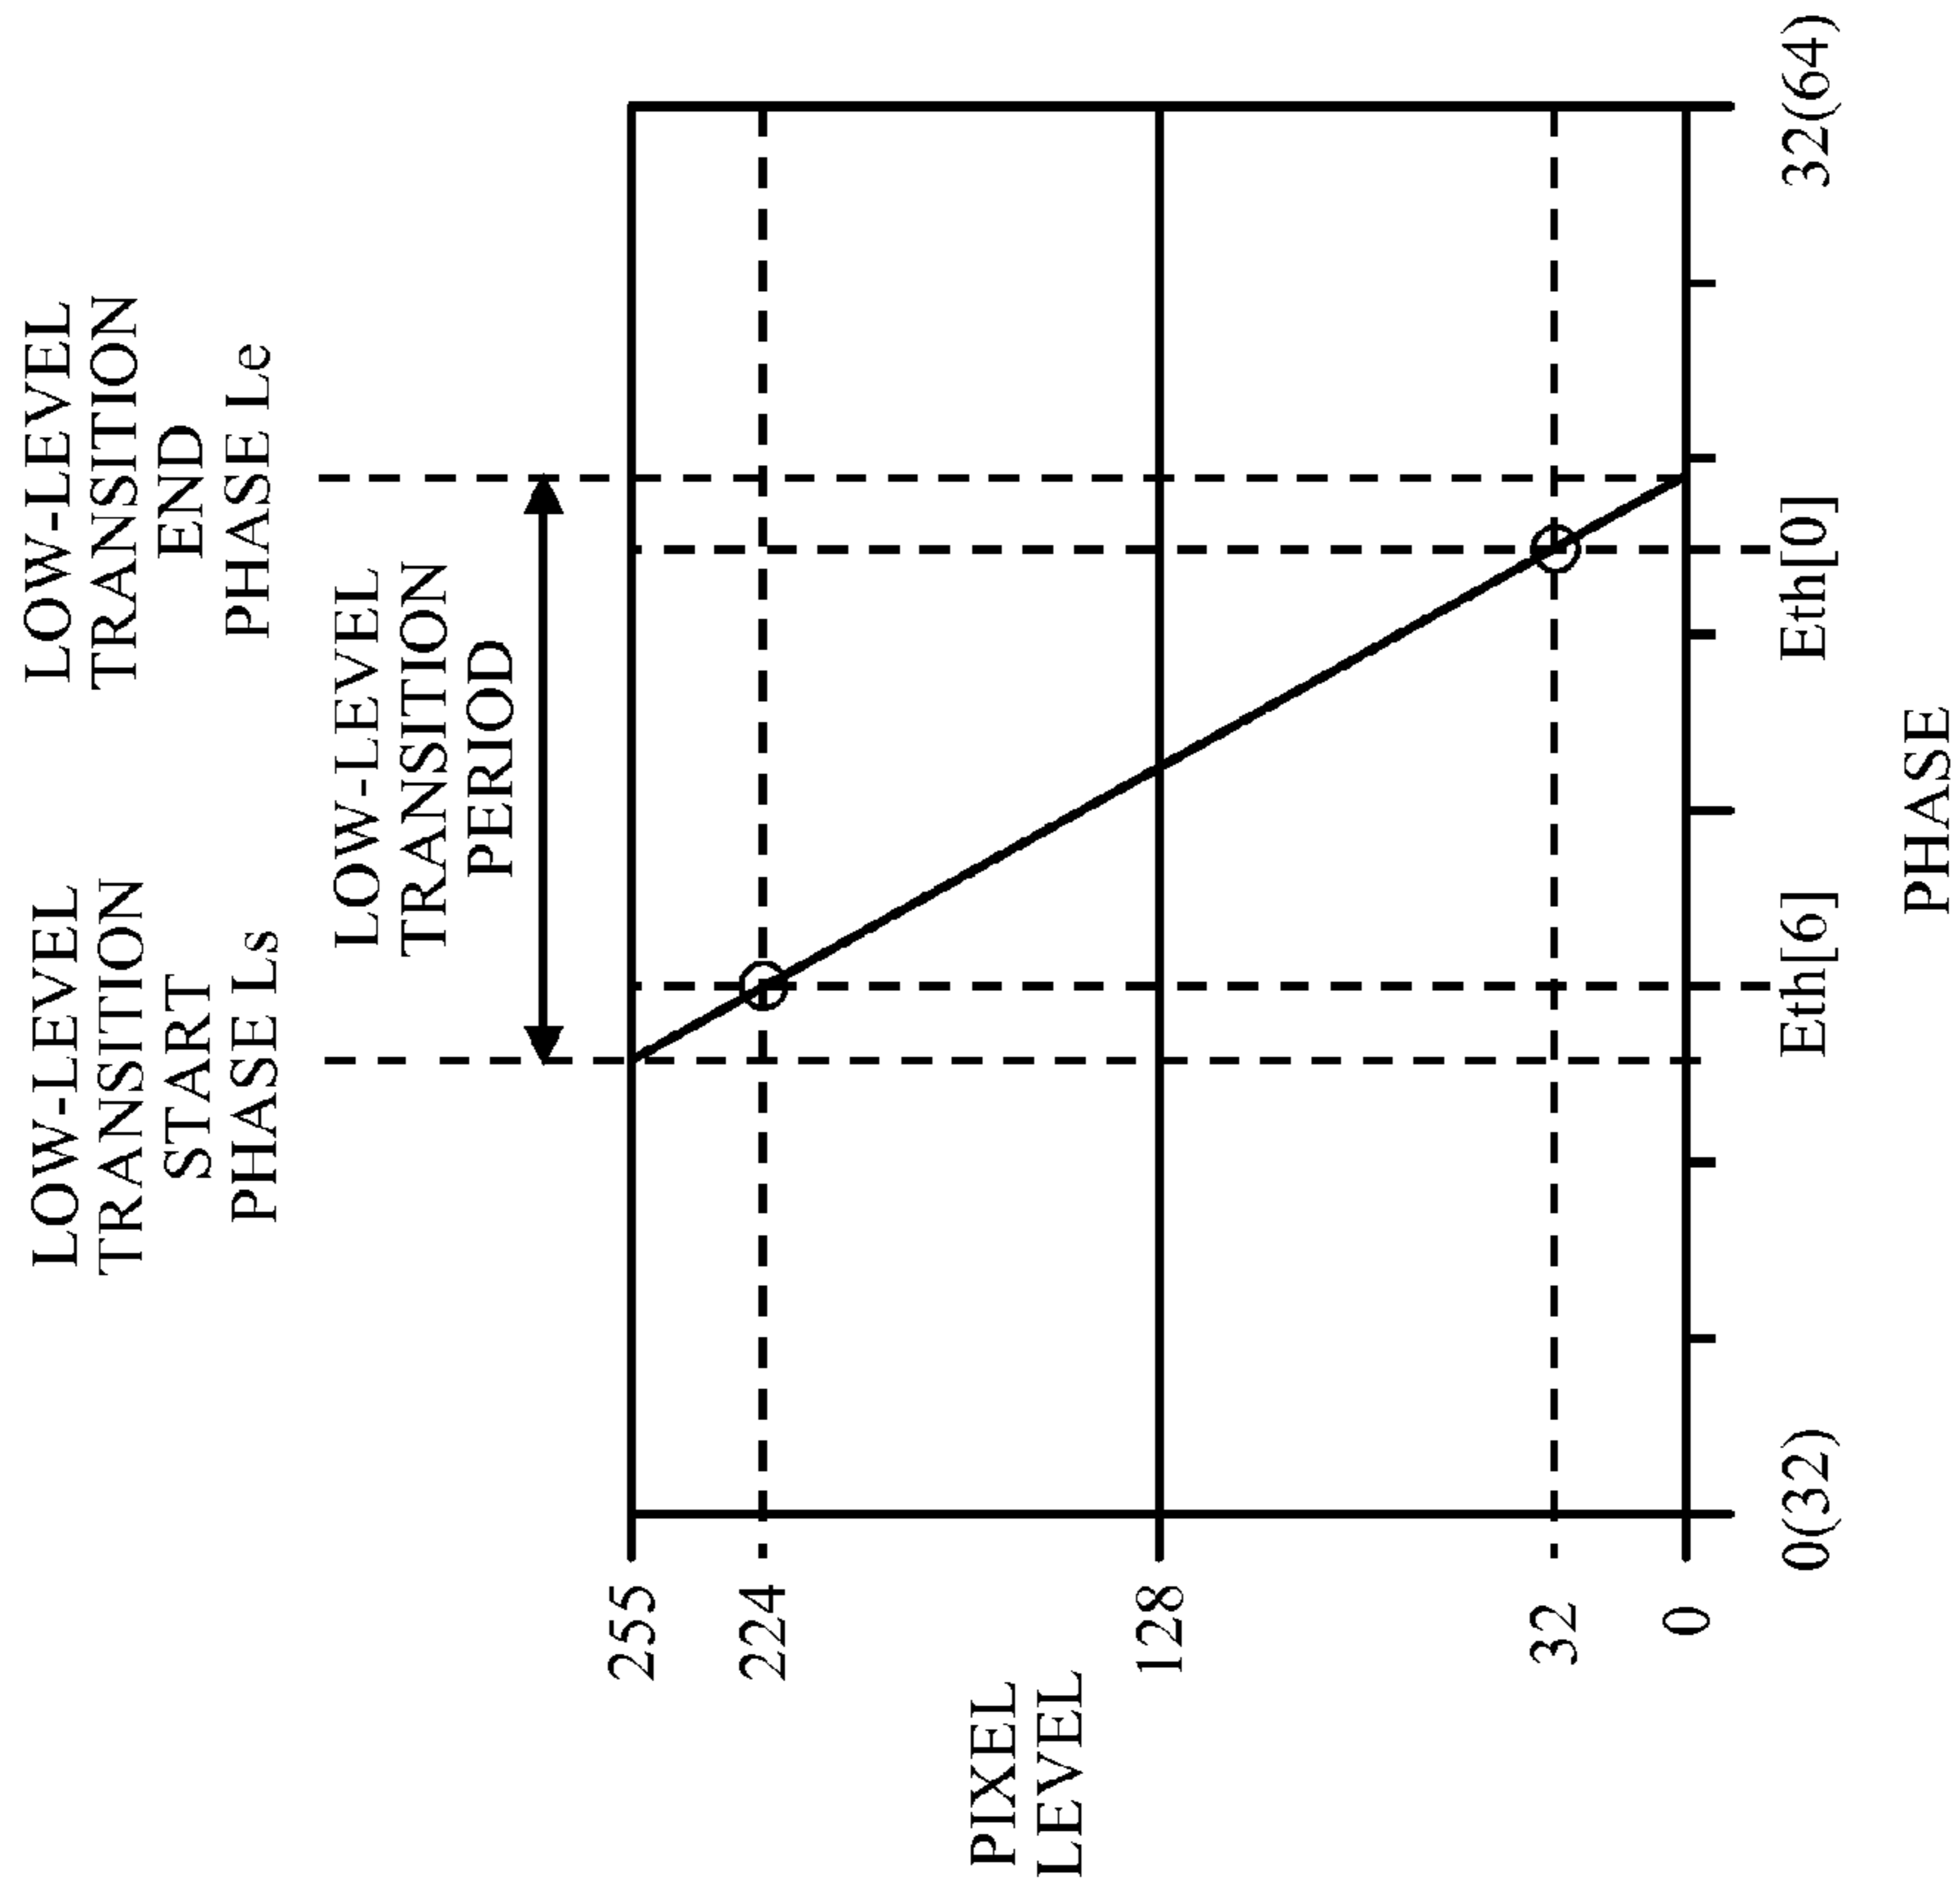 LOW-LEVEL
TRANSITION
START
PHASE Ls
LOW-LEVEL
TRANSITION
END
PHASE Le
LOW-LEVEL
TRANSITION
PERIOD
PIXEL
LEVEL
255
224
128
32
0
0(32)
Eth[6]
Eth[0]
32(64)
PHASE